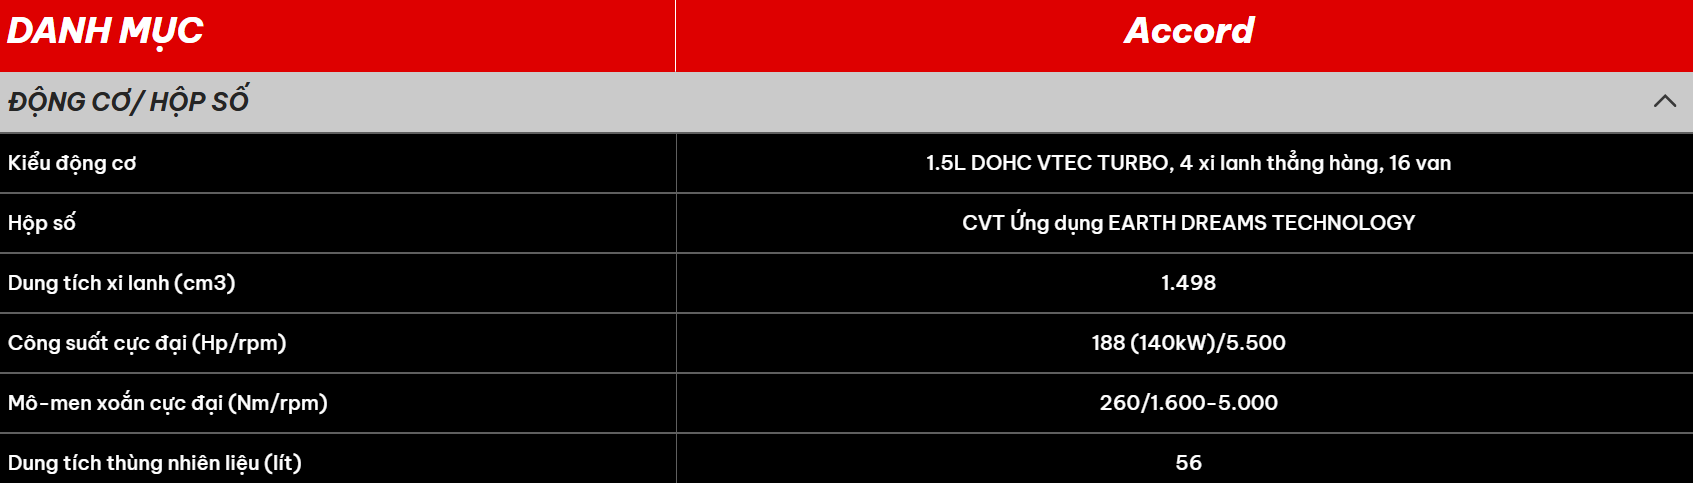 DANH MỤC Accord
ĐỘNG CƠ/ HỘP SỐ
Kiểu động cơ 1.5L DOHC VTEC TURBO, 4 xi lanh thẳng hàng, 16 van
Hộp số CVT Ứng dụng EARTH DREAMS TECHNOLOGY
Dung tích xi lanh (cm3) 1.498
Công suất cực đại (Hp/rpm) 188 (140kW)/5.500
Mô-men xoắn cực đại (Nm/rpm) 260/1.600-5.000
Dung tích thùng nhiên liệu (lít) 56